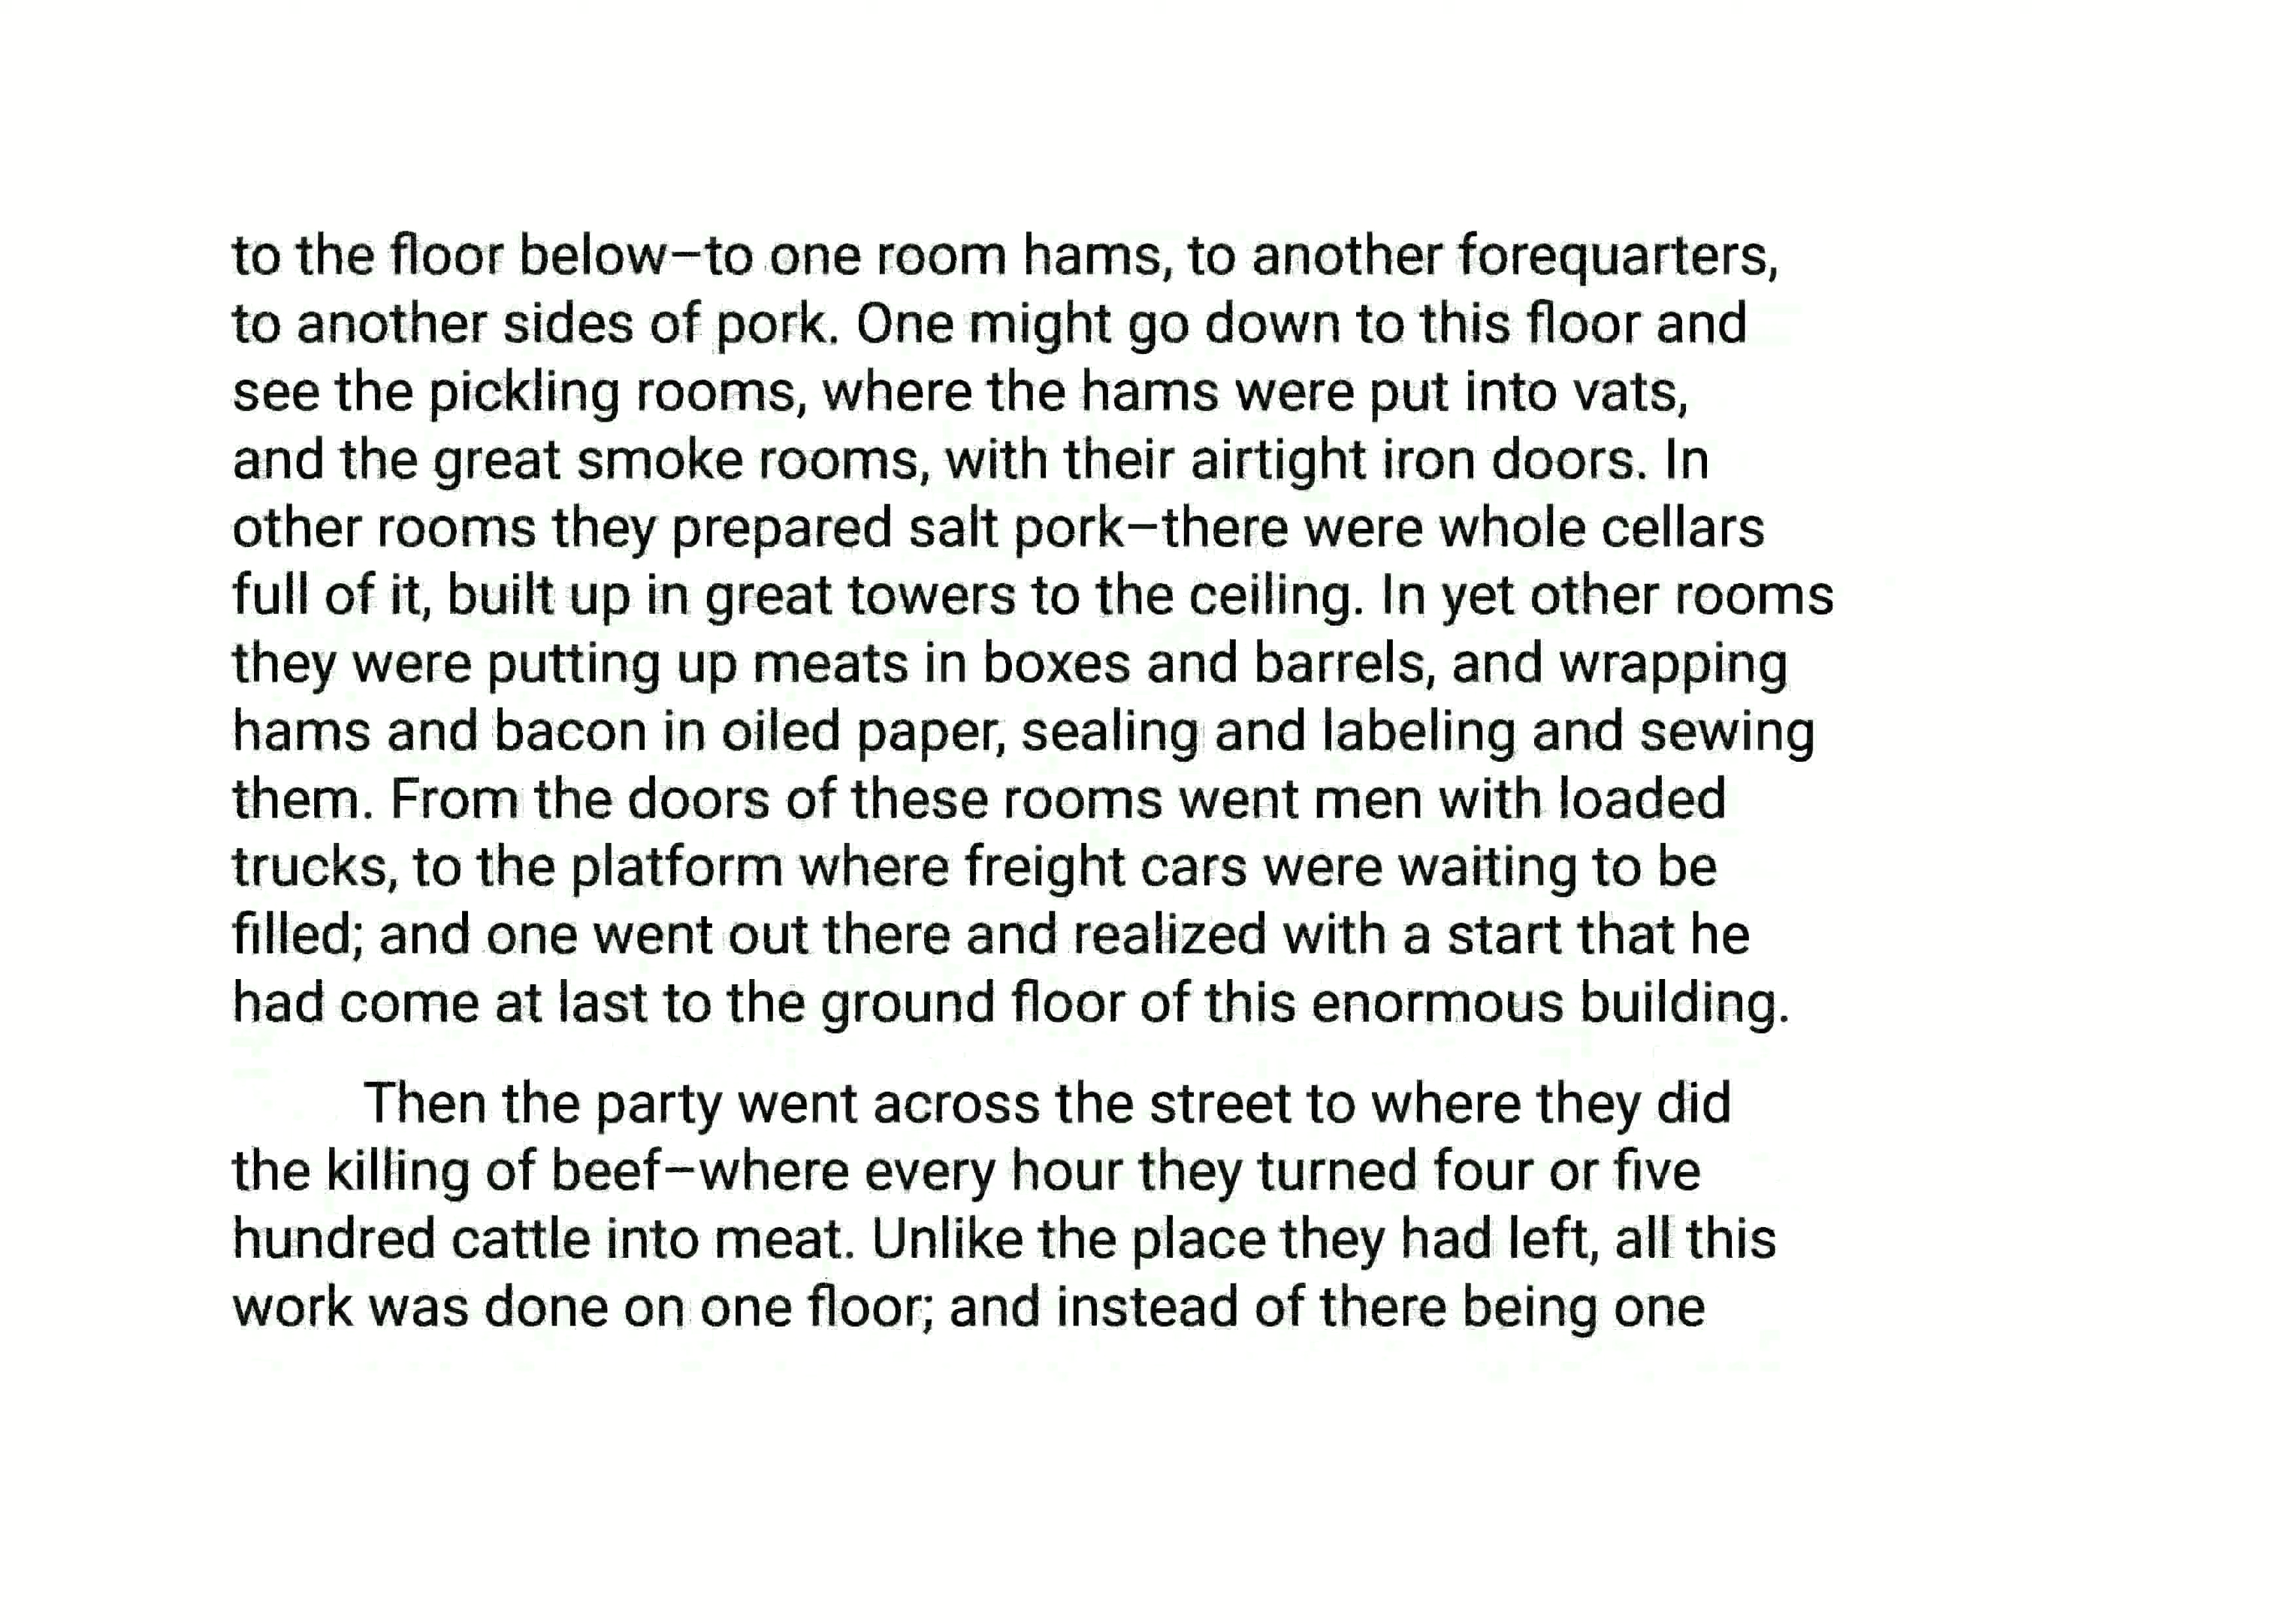 to the floor below–to one room hams, to another forequarters,
to another sides of pork. One might go down to this floor and
see the pickling rooms, where the hams were put into vats,
and the great smoke rooms, with their airtight iron doors. In
other rooms they prepared salt pork–there were whole cellars
full of it, built up in great towers to the ceiling. In yet other rooms
they were putting up meats in boxes and barrels, and wrapping
hams and bacon in oiled paper, sealing and labeling and sewing
them. From the doors of these rooms went men with loaded
trucks, to the platform where freight cars were waiting to be
filled; and one went out there and realized with a start that he
had come at last to the ground floor of this enormous building.
Then the party went across the street to where they did
the killing of beef–where every hour they turned four or five
hundred cattle into meat. Unlike the place they had left, all this
work was done on one floor; and instead of there being one